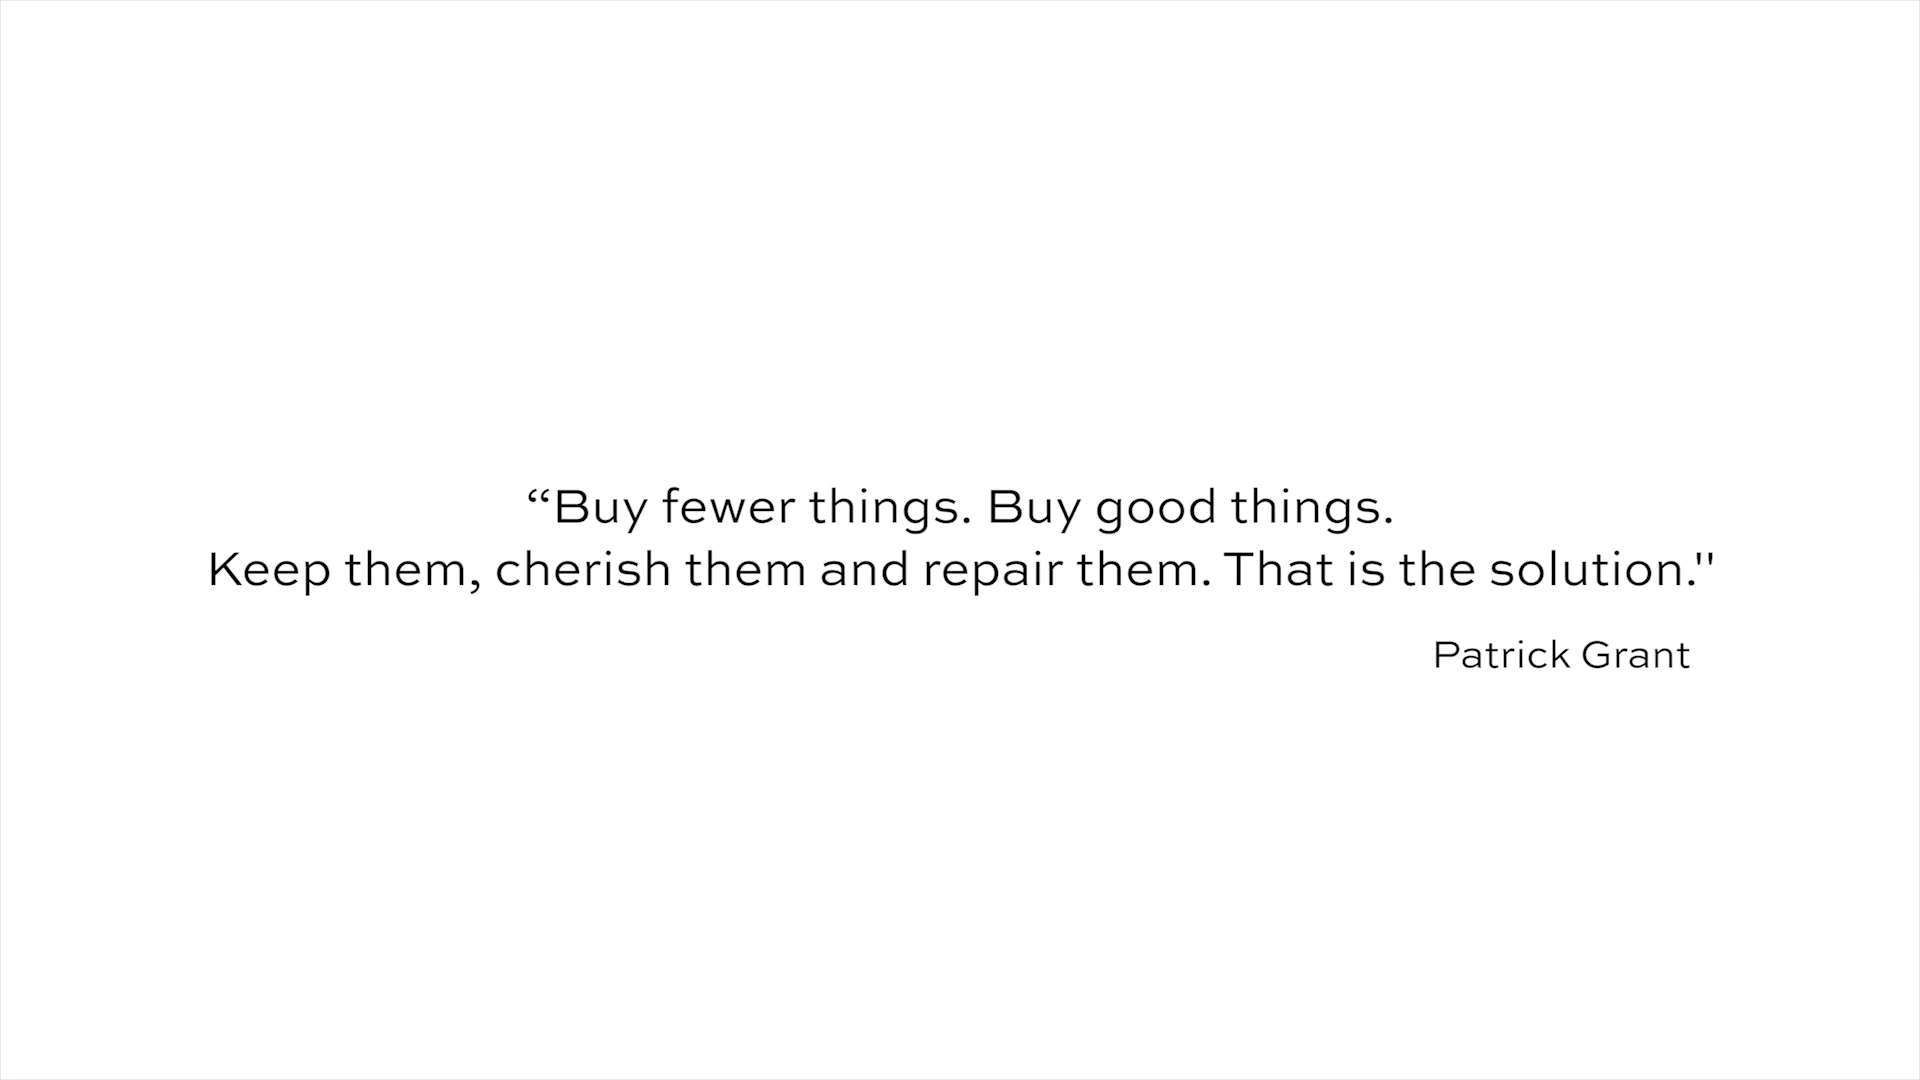 “Buy fewer things. Buy good things.
Keep them, cherish them and repair them. That is the solution."
Patrick Grant